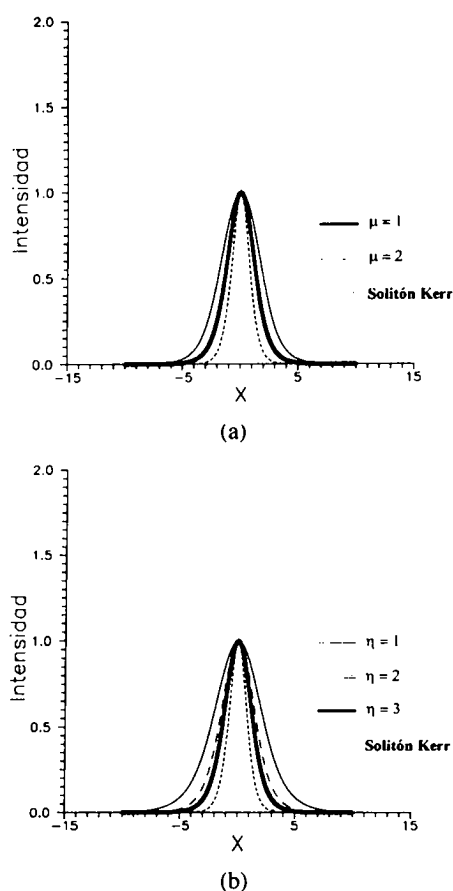 2.0
1.5
1.0
0.5
0.0
Intensidad
-15
-5
5
15
X
μ = 1
μ = 2
Solitón Kerr
(a)
2.0
1.5
1.0
0.5
0.0
Intensidad
-15
-5
5
15
X
η = 1
η = 2
η = 3
Solitón Kerr
(b)